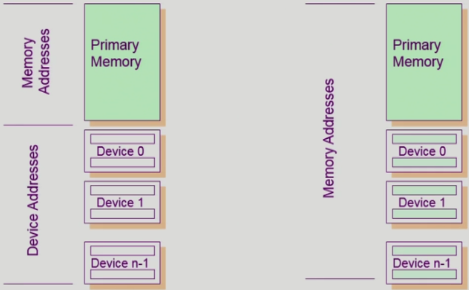 Memory
Addresses
Primary
Memory
Device Addresses
Device 0
Device 1
Device n-1
Memory Addresses
Primary
Memory
Device 0
Device 1
Device n-1